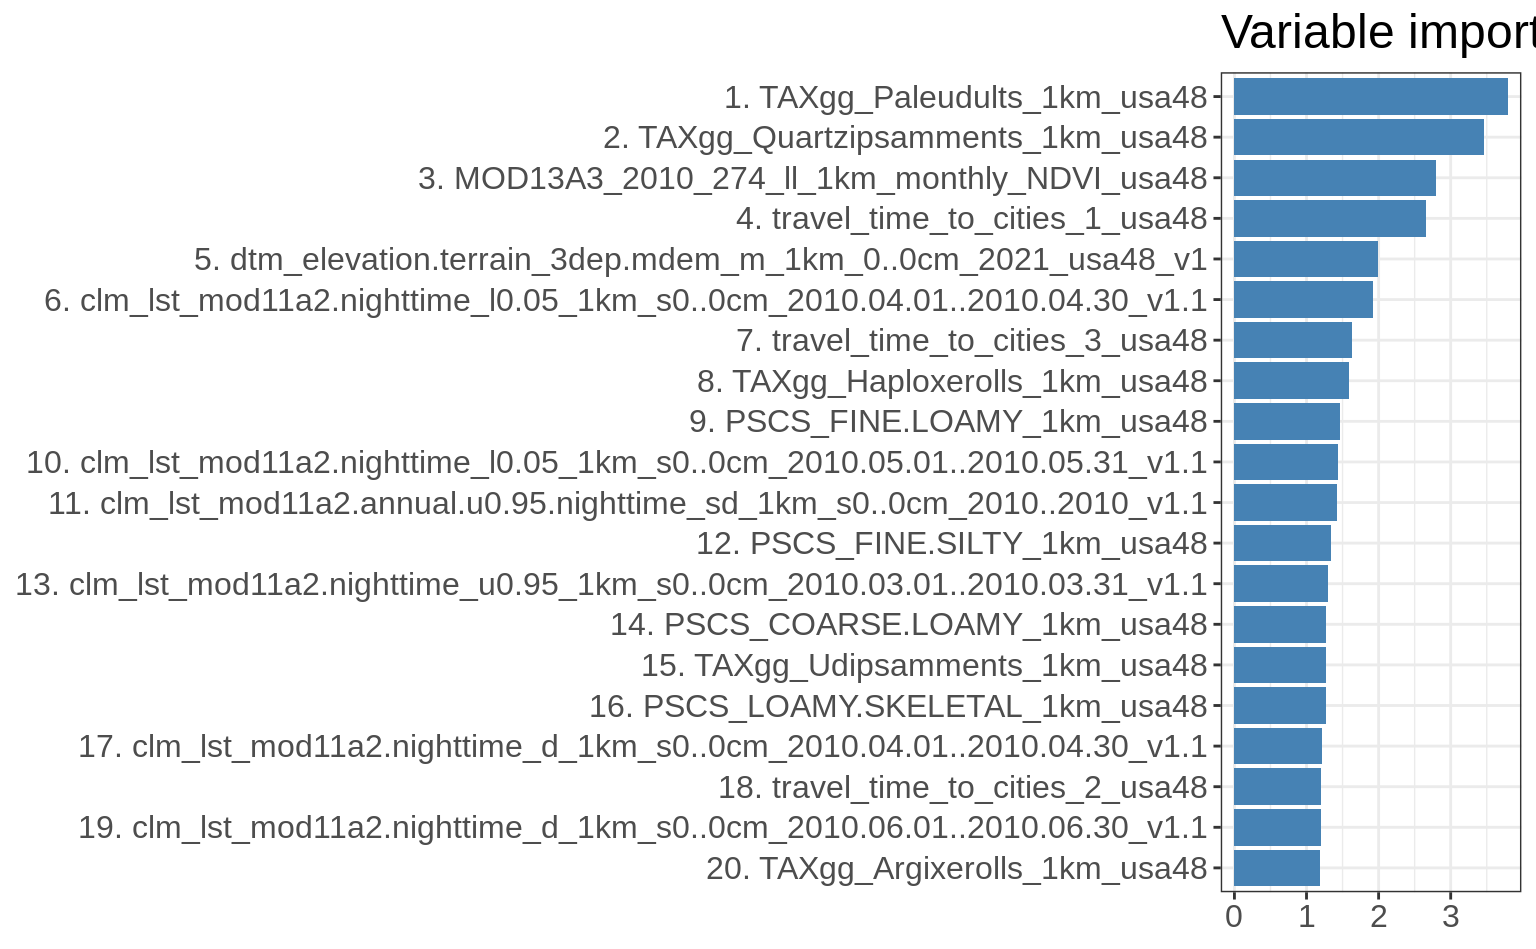 Variable import
1. TAXgg_Paleudults_1km_usa48
2. TAXgg_Quartzipsamments_1km_usa48
3. MOD13A3_2010_274_ll_1km_monthly_NDVI_usa48
4. travel_time_to_cities_1_usa48
5. dtm_elevation.terrain_3dep.mdem_m_1km_0..0cm_2021_usa48_v1
6. clm_lst_mod11a2.nighttime_l0.05_1km_s0..0cm_2010.04.01..2010.04.30_v1.1
7. travel_time_to_cities_3_usa48
8. TAXgg_Haploxerolls_1km_usa48
9. PSCS_FINE.LOAMY_1km_usa48
10. clm_lst_mod11a2.nighttime_l0.05_1km_s0..0cm_2010.05.01..2010.05.31_v1.1
11. clm_lst_mod11a2.annual.u0.95.nighttime_sd_1km_s0..0cm_2010..2010_v1.1
12. PSCS_FINE.SILTY_1km_usa48
13. clm_lst_mod11a2.nighttime_u0.95_1km_s0..0cm_2010.03.01..2010.03.31_v1.1
14. PSCS_COARSE.LOAMY_1km_usa48
15. TAXgg_Udipsamments_1km_usa48
16. PSCS_LOAMY.SKELETAL_1km_usa48
17. clm_lst_mod11a2.nighttime_d_1km_s0..0cm_2010.04.01..2010.04.30_v1.1
18. travel_time_to_cities_2_usa48
19. clm_lst_mod11a2.nighttime_d_1km_s0..0cm_2010.06.01..2010.06.30_v1.1
20. TAXgg_Argixerolls_1km_usa48
0 1 2 3